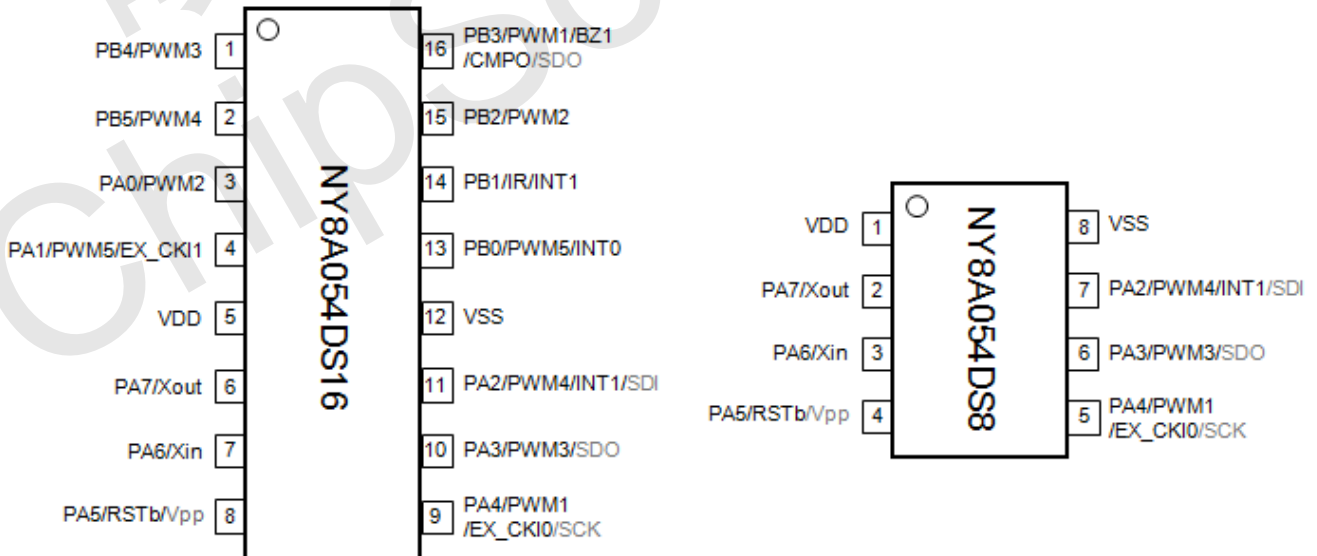 PB4/PWM3 1
16 PB3/PWM1/BZ1
/CMPO/SDO
PB5/PWM4 2
15 PB2/PWM2
PA0/PWM2 3
14 PB1/IR/INT1
PA1/PWM5/EX_CKI1 4
13 PB0/PWM5/INT0
VDD 5
12 VSS
PA7/Xout 6
11 PA2/PWM4/INT1/SDI
PA6/Xin 7
10 PA3/PWM3/SDO
PA5/RSTb/Vpp 8
9 PA4/PWM1
/EX_CKI0/SCK
NY8A054DS16
VDD 1
8 VSS
PA7/Xout 2
7 PA2/PWM4/INT1/SDI
PA6/Xin 3
6 PA3/PWM3/SDO
PA5/RSTb/Vpp 4
5 PA4/PWM1
/EX_CKI0/SCK
NY8A054DS8